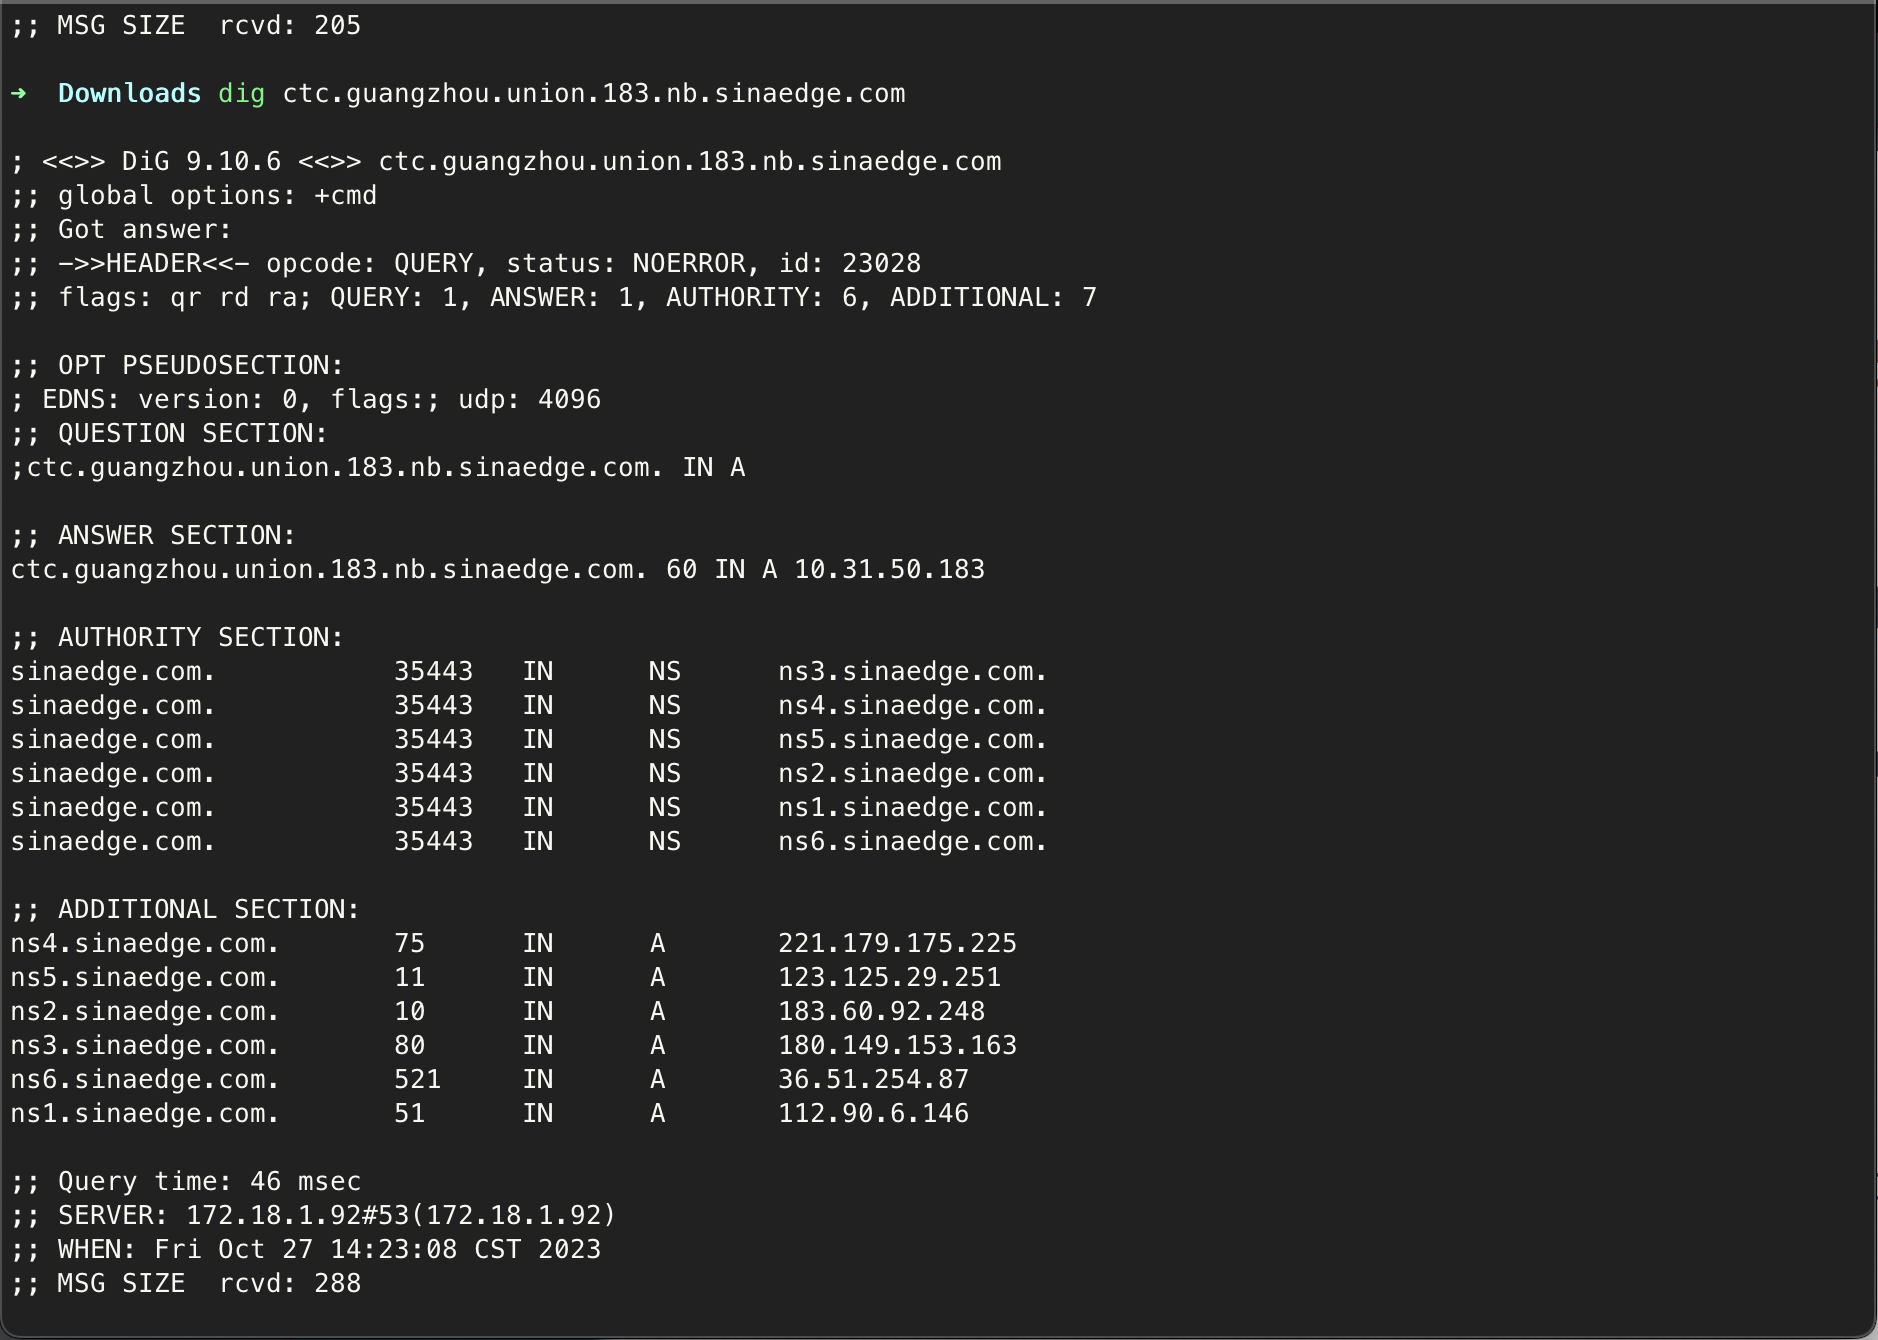 ;; MSG SIZE  rcvd: 205
➜  Downloads dig ctc.guangzhou.union.183.nb.sinaedge.com
; <<>> DiG 9.10.6 <<>> ctc.guangzhou.union.183.nb.sinaedge.com
;; global options: +cmd
;; Got answer:
;; ->>HEADER<<- opcode: QUERY, status: NOERROR, id: 23028
;; flags: qr rd ra; QUERY: 1, ANSWER: 1, AUTHORITY: 6, ADDITIONAL: 7
;; OPT PSEUDOSECTION:
; EDNS: version: 0, flags:; udp: 4096
;; QUESTION SECTION:
;ctc.guangzhou.union.183.nb.sinaedge.com. IN A
;; ANSWER SECTION:
ctc.guangzhou.union.183.nb.sinaedge.com. 60 IN A 10.31.50.183
;; AUTHORITY SECTION:
sinaedge.com. 35443 IN NS ns3.sinaedge.com.
sinaedge.com. 35443 IN NS ns4.sinaedge.com.
sinaedge.com. 35443 IN NS ns5.sinaedge.com.
sinaedge.com. 35443 IN NS ns2.sinaedge.com.
sinaedge.com. 35443 IN NS ns1.sinaedge.com.
sinaedge.com. 35443 IN NS ns6.sinaedge.com.
;; ADDITIONAL SECTION:
ns4.sinaedge.com. 75 IN A 221.179.175.225
ns5.sinaedge.com. 11 IN A 123.125.29.251
ns2.sinaedge.com. 10 IN A 183.60.92.248
ns3.sinaedge.com. 80 IN A 180.149.153.163
ns6.sinaedge.com. 521 IN A 36.51.254.87
ns1.sinaedge.com. 51 IN A 112.90.6.146
;; Query time: 46 msec
;; SERVER: 172.18.1.92#53(172.18.1.92)
;; WHEN: Fri Oct 27 14:23:08 CST 2023
;; MSG SIZE  rcvd: 288